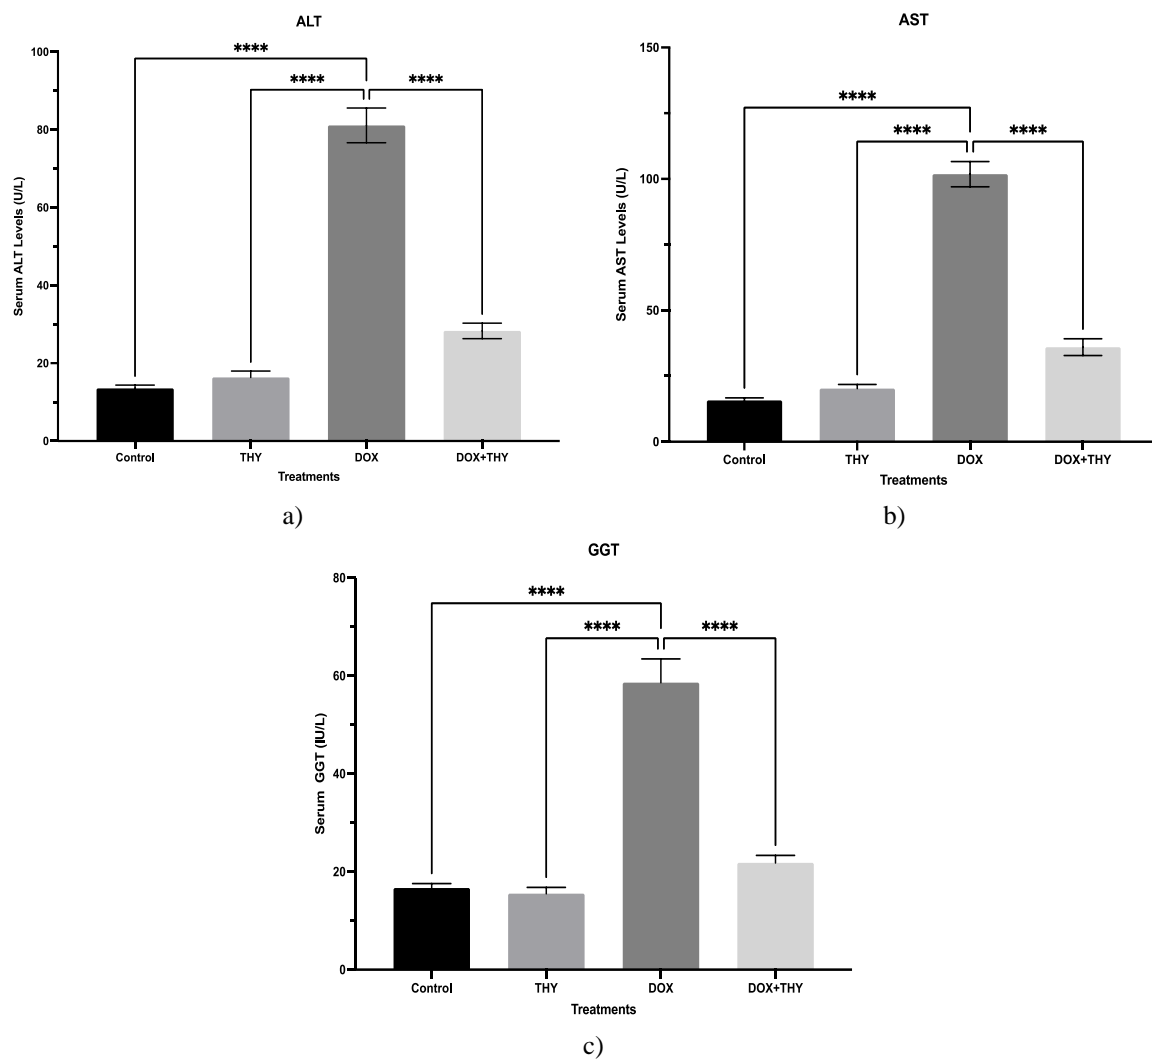 ALT
Serum ALT Levels (U/L)
100
80
60
40
20
0
****
****
****
Control
THY
DOX
DOX+THY
Treatments
a)
AST
Serum AST Levels (U/L)
150
100
50
0
****
****
****
Control
THY
DOX
DOX+THY
Treatments
b)
GGT
Serum GGT (IU/L)
80
60
40
20
0
****
****
****
Control
THY
DOX
DOX+THY
Treatments
c)